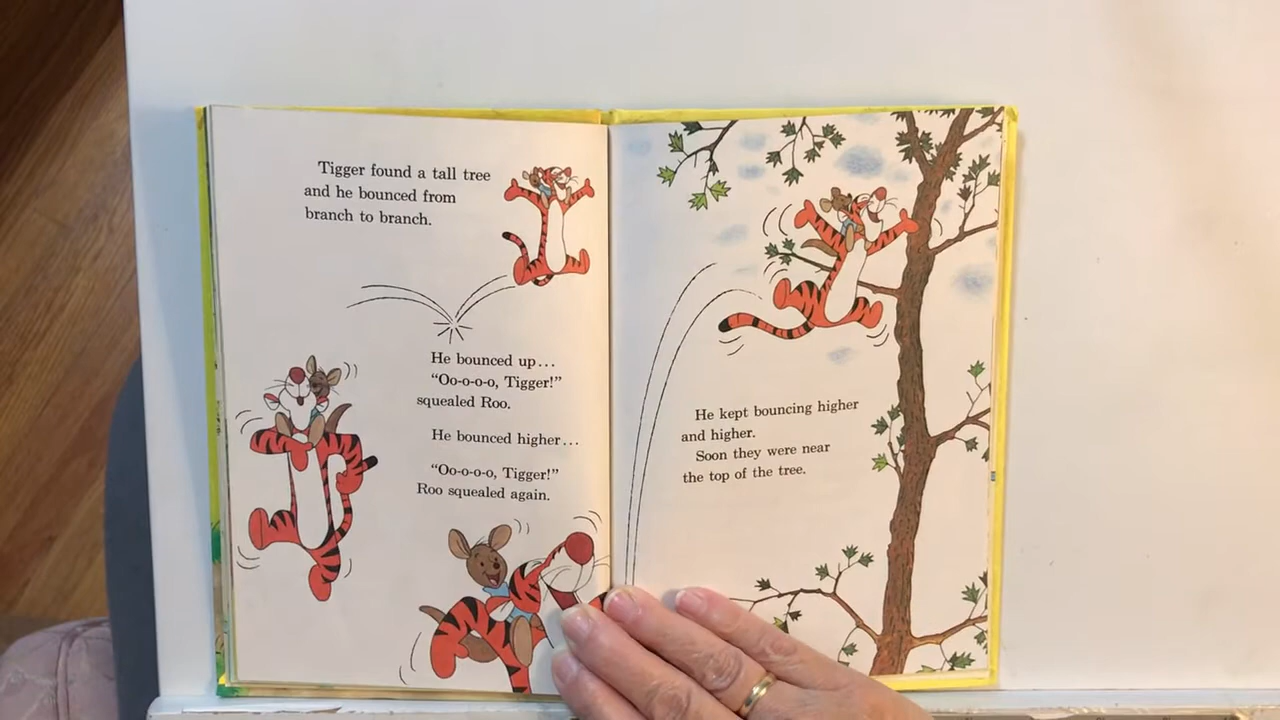 Tigger found a tall tree
and he bounced from
branch to branch.
He bounced up...
“Oo-o-o-o, Tigger!”
squealed Roo.
He bounced higher...
“Oo-o-o-o, Tigger!”
Roo squealed again.
He kept bouncing higher
and higher.
Soon they were near
the top of the tree.